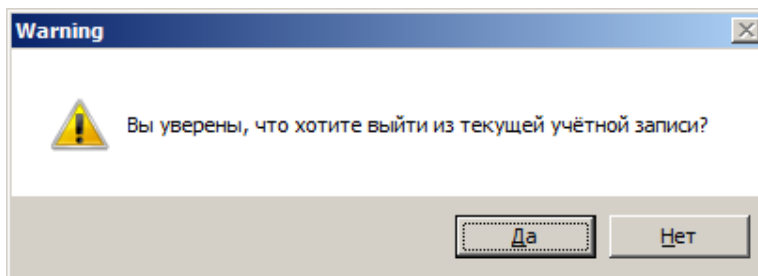 Warning
Вы уверены, что хотите выйти из текущей учётной записи?
Да
Нет